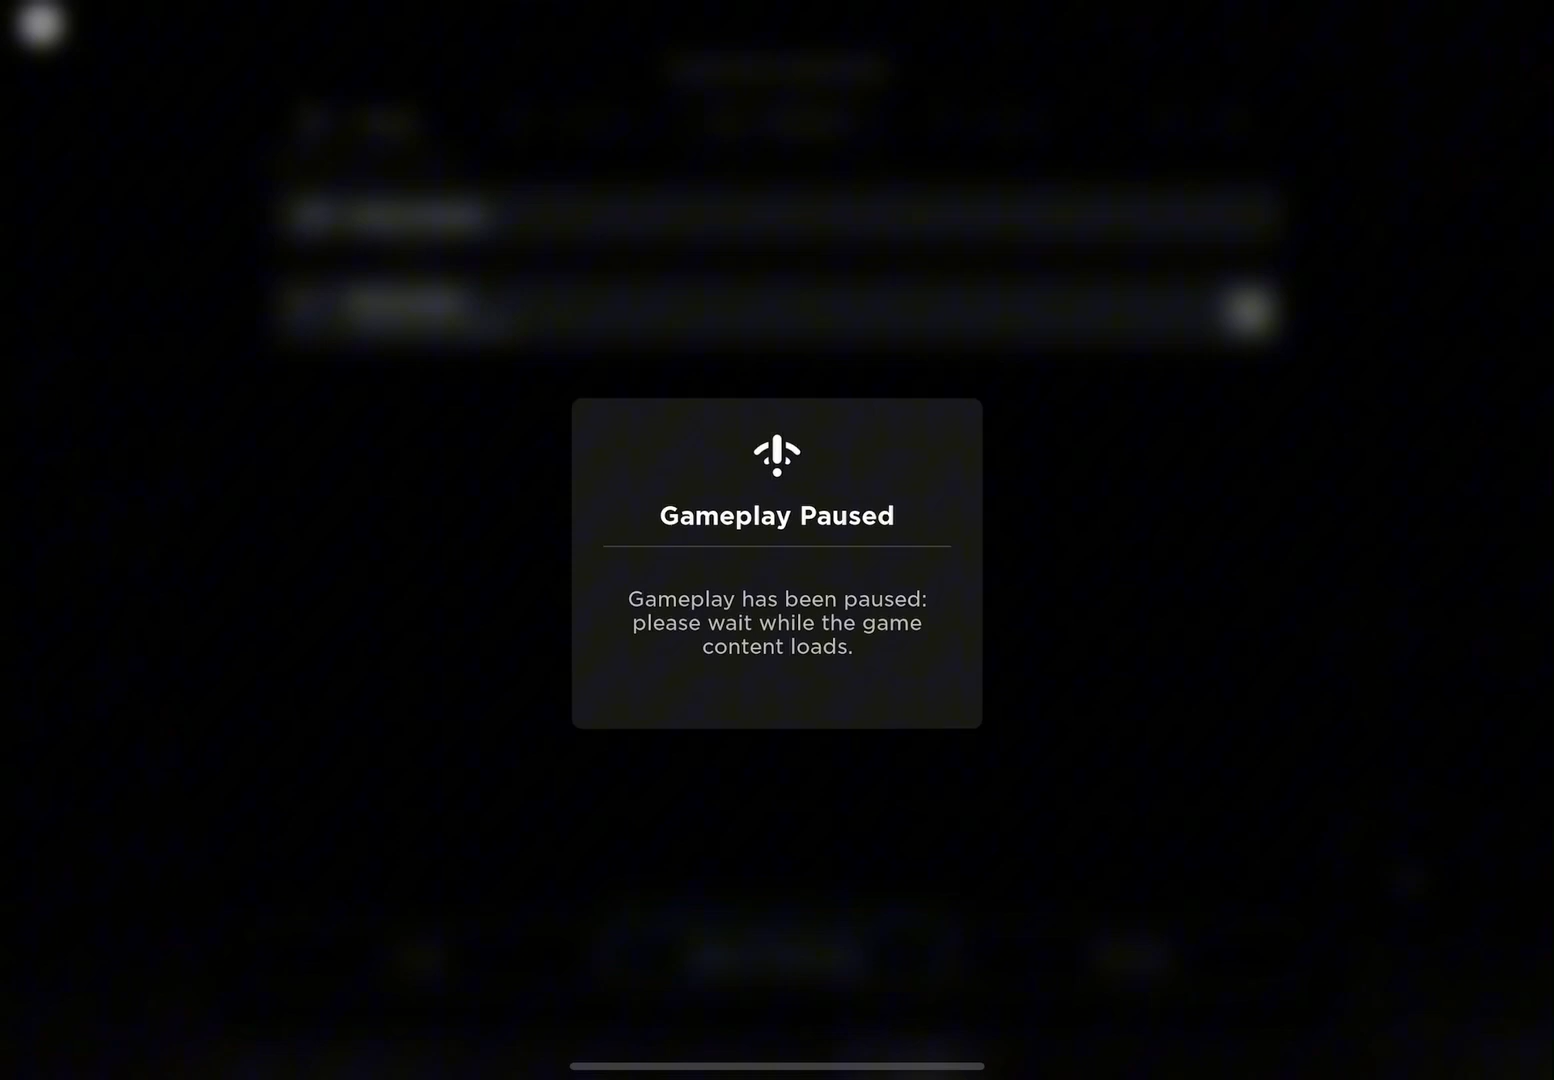 Gameplay Paused
Gameplay has been paused:
please wait while the game
content loads.